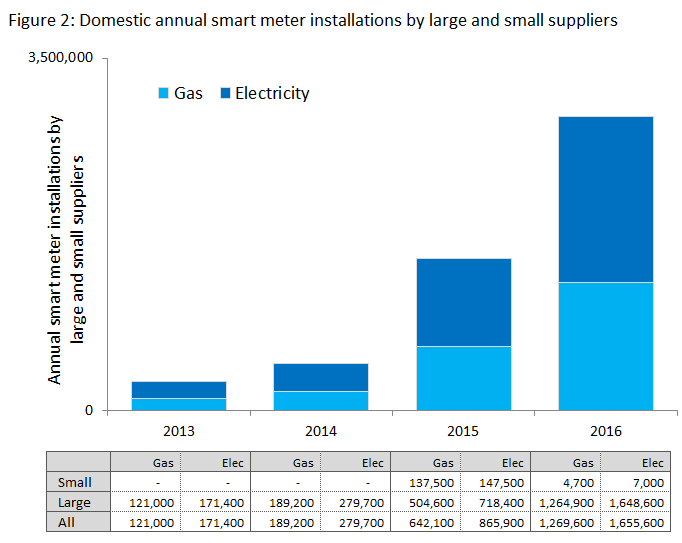 Figure 2: Domestic annual smart meter installations by large and small suppliers
3,500,000
Gas Electricity
Annual smart meter installations by
large and small suppliers
0
2013 2014 2015 2016
Gas Elec Gas Elec Gas Elec Gas Elec
Small - - - - 137,500 147,500 4,700 7,000
Large 121,000 171,400 189,200 279,700 504,600 718,400 1,264,900 1,648,600
All 121,000 171,400 189,200 279,700 642,100 865,900 1,269,600 1,655,600